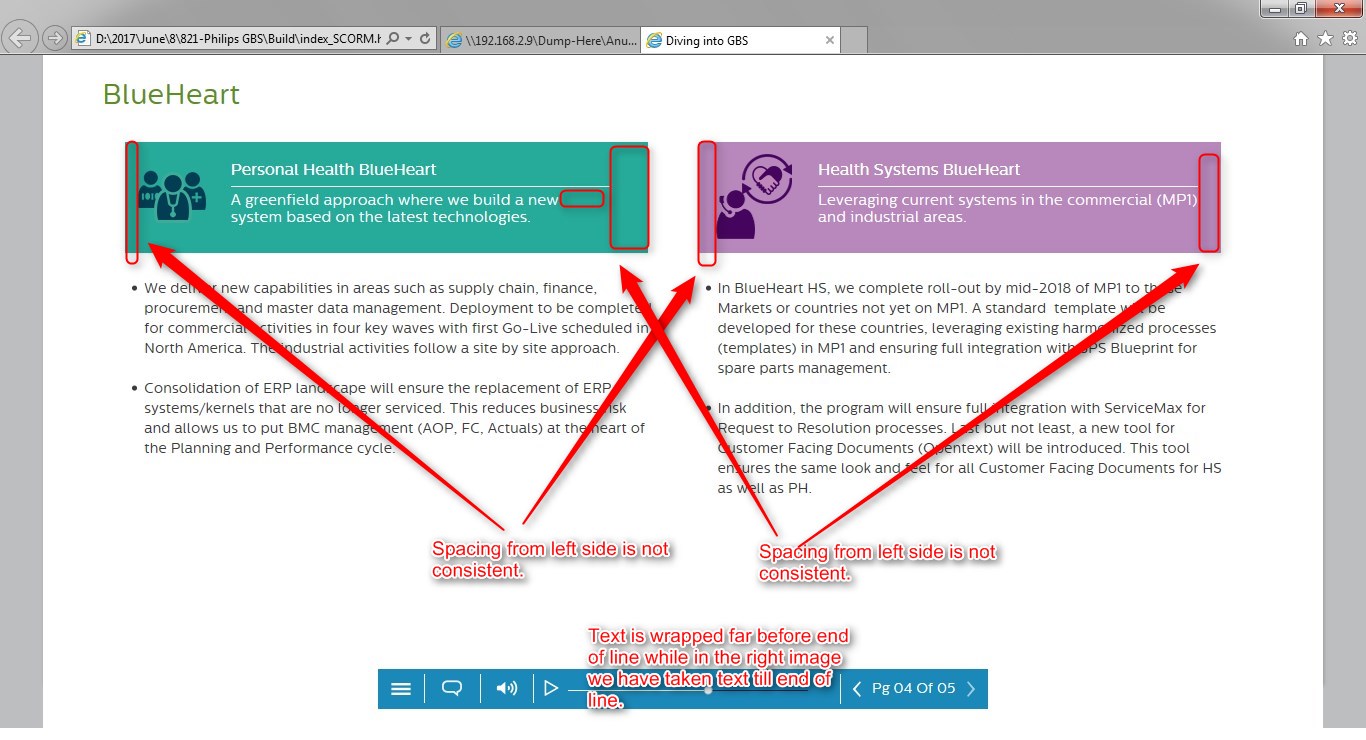 D:\2017\June\8\821-Philips GBS\Build\index_SCORM.h
\\192.168.2.9\Dump-Here\Anu...
Diving into GBS
BlueHeart
Personal Health BlueHeart
A greenfield approach where we build a new
system based on the latest technologies.
We deliver new capabilities in areas such as supply chain, finance,
procurement and master data management. Deployment to be completed
for commercial activities in four key waves with first Go-Live scheduled in
North America. The industrial activities follow a site by site approach.
Consolidation of ERP landscape will ensure the replacement of ERP
systems/kernels that are no longer serviced. This reduces business risk
and allows us to put BMC management (AOP, FC, Actuals) at the heart of
the Planning and Performance cycle.
Health Systems BlueHeart
Leveraging current systems in the commercial (MP1)
and industrial areas.
In BlueHeart HS, we complete roll-out by mid-2018 of MP1 to those
Markets or countries not yet on MP1. A standard  template will be
developed for these countries, leveraging existing harmonized processes
(templates) in MP1 and ensuring full integration with SPS Blueprint for
spare parts management.
In addition, the program will ensure full integration with ServiceMax for
Request to Resolution processes. Last but not least, a new tool for
Customer Facing Documents (Opentext) will be introduced. This tool
ensures the same look and feel for all Customer Facing Documents for HS
as well as PH.
Spacing from left side is not
consistent.
Spacing from left side is not
consistent.
Text is wrapped far before end
of line while in the right image
we have taken text till end of
line.
Pg 04 Of 05